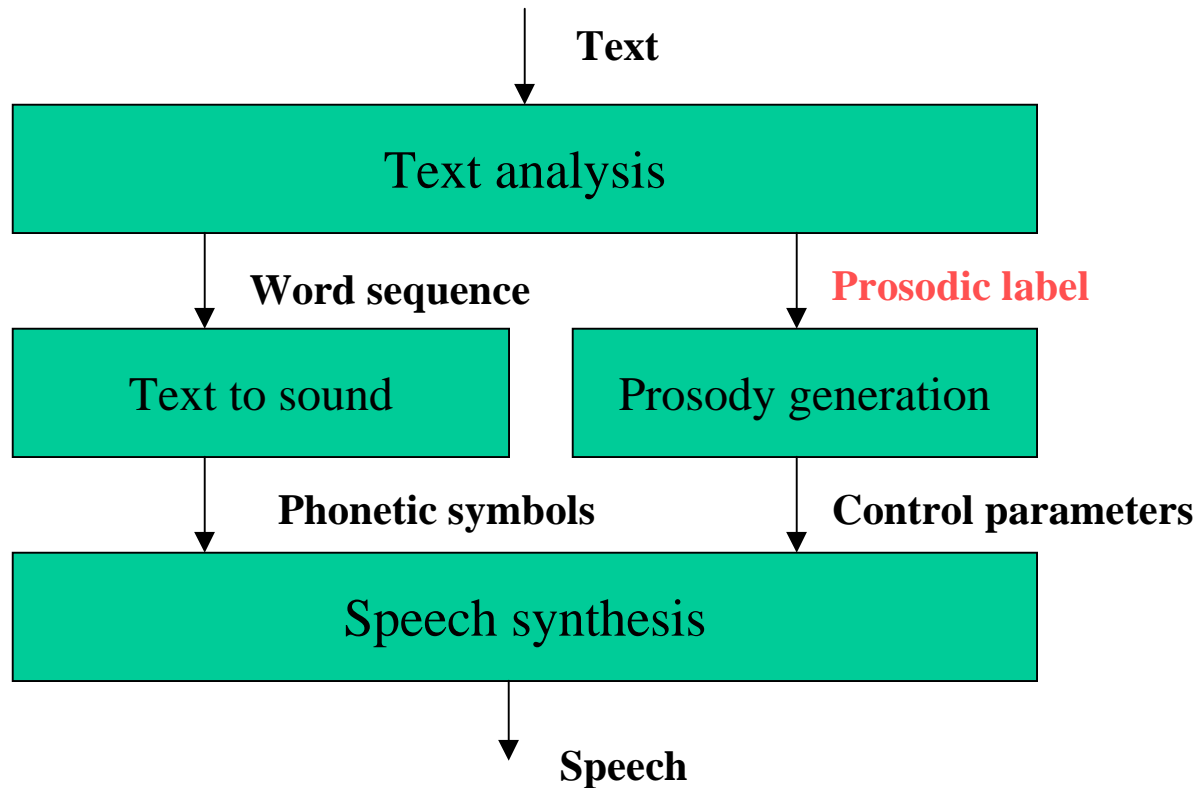 Text
Text analysis
Word sequence
Prosodic label
Text to sound
Prosody generation
Phonetic symbols
Control parameters
Speech synthesis
Speech